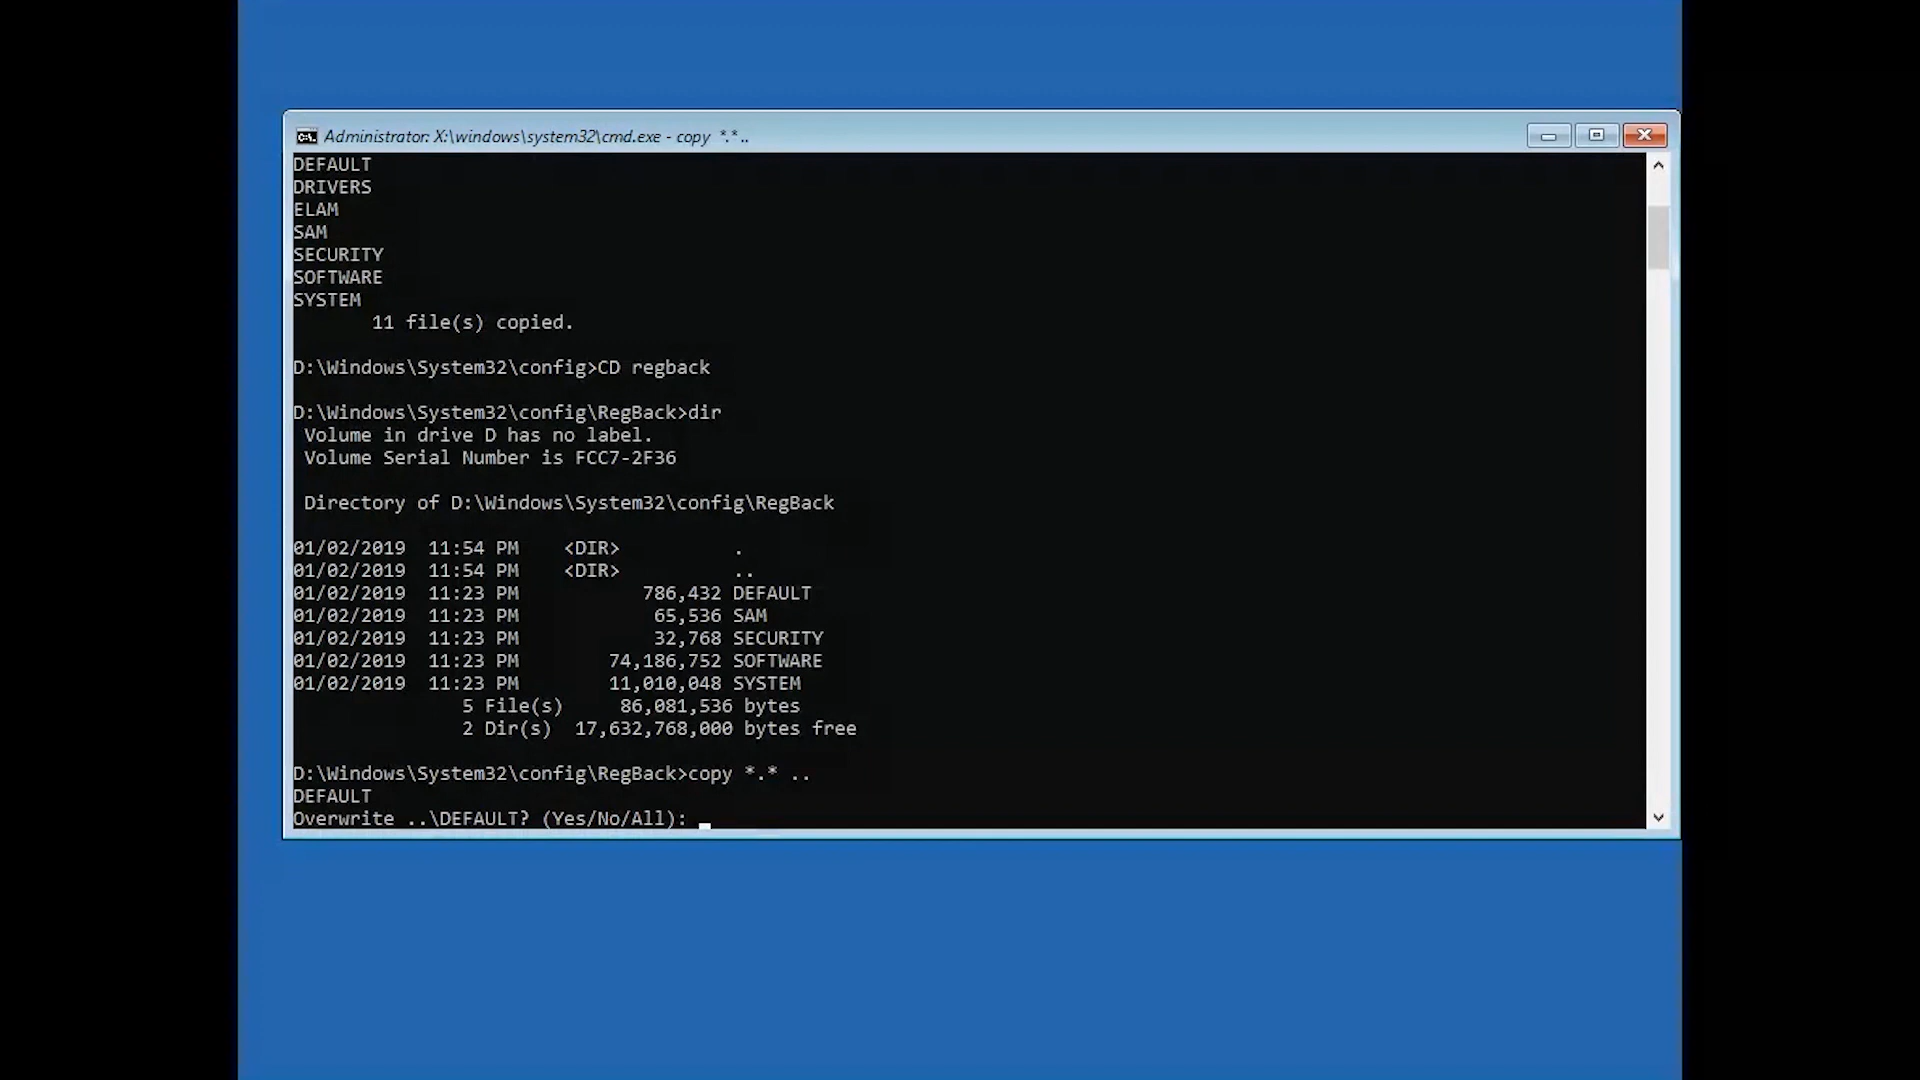 Administrator: X:\windows\system32\cmd.exe - copy  *.* ..
DEFAULT
DRIVERS
ELAM
SAM
SECURITY
SOFTWARE
SYSTEM
       11 file(s) copied.
D:\Windows\System32\config>CD regback
D:\Windows\System32\config\RegBack>dir
 Volume in drive D has no label.
 Volume Serial Number is FCC7-2F36
 Directory of D:\Windows\System32\config\RegBack
01/02/2019  11:54 PM    <DIR>          .
01/02/2019  11:54 PM    <DIR>          ..
01/02/2019  11:23 PM           786,432 DEFAULT
01/02/2019  11:23 PM            65,536 SAM
01/02/2019  11:23 PM            32,768 SECURITY
01/02/2019  11:23 PM        74,186,752 SOFTWARE
01/02/2019  11:23 PM        11,010,048 SYSTEM
               5 File(s)     86,081,536 bytes
               2 Dir(s)  17,632,768,000 bytes free
D:\Windows\System32\config\RegBack>copy *.* ..
DEFAULT
Overwrite ..\DEFAULT? (Yes/No/All):